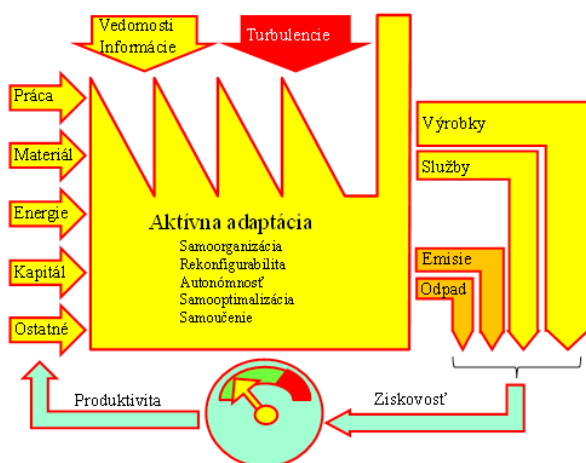 Vedomosti
Informácie
Turbulencie
Práca
Materiál
Energie
Kapitál
Ostatné
Aktívna adaptácia
Samoorganizácia
Rekonfigurabilita
Autonómnosť
Samooptimalizácia
Samoučenie
Výrobky
Služby
Emisie
Odpad
Produktivita
Ziskovosť